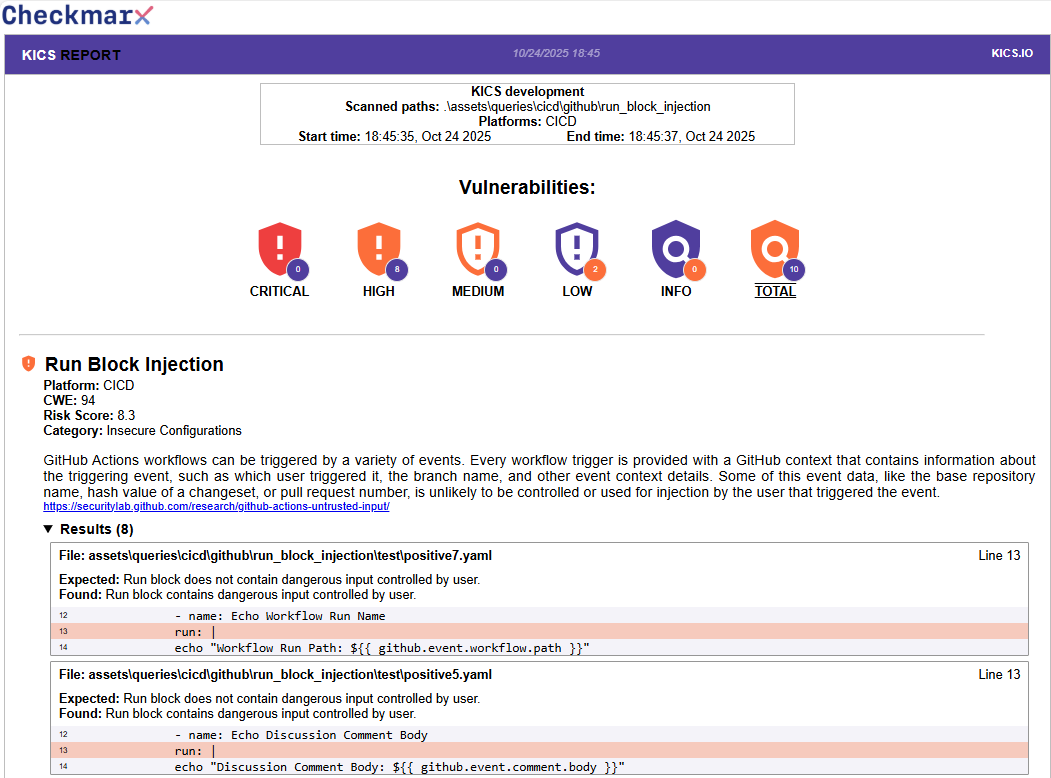 Checkmarx
KICS REPORT 10/24/2025 18:45 KICS.IO
KICS development
Scanned paths: .\assets\queries\cicd\github\run_block_injection
Platforms: CICD
Start time: 18:45:35, Oct 24 2025 End time: 18:45:37, Oct 24 2025
Vulnerabilities:
0 8 0 2 0 10
CRITICAL HIGH MEDIUM LOW INFO TOTAL
Run Block Injection
Platform: CICD
CWE: 94
Risk Score: 8.3
Category: Insecure Configurations
GitHub Actions workflows can be triggered by a variety of events. Every workflow trigger is provided with a GitHub context that contains information about
the triggering event, such as which user triggered it, the branch name, and other event context details. Some of this event data, like the base repository
name, hash value of a changeset, or pull request number, is unlikely to be controlled or used for injection by the user that triggered the event.
https://securitylab.github.com/research/github-actions-untrusted-input/
▼ Results (8)
File: assets\queries\cicd\github\run_block_injection\test\positive7.yaml Line 13
Expected: Run block does not contain dangerous input controlled by user.
Found: Run block contains dangerous input controlled by user.
12 - name: Echo Workflow Run Name
13 run: |
14 echo "Workflow Run Path: ${{ github.event.workflow.path }}"
File: assets\queries\cicd\github\run_block_injection\test\positive5.yaml Line 13
Expected: Run block does not contain dangerous input controlled by user.
Found: Run block contains dangerous input controlled by user.
12 - name: Echo Discussion Comment Body
13 run: |
14 echo "Discussion Comment Body: ${{ github.event.comment.body }}"